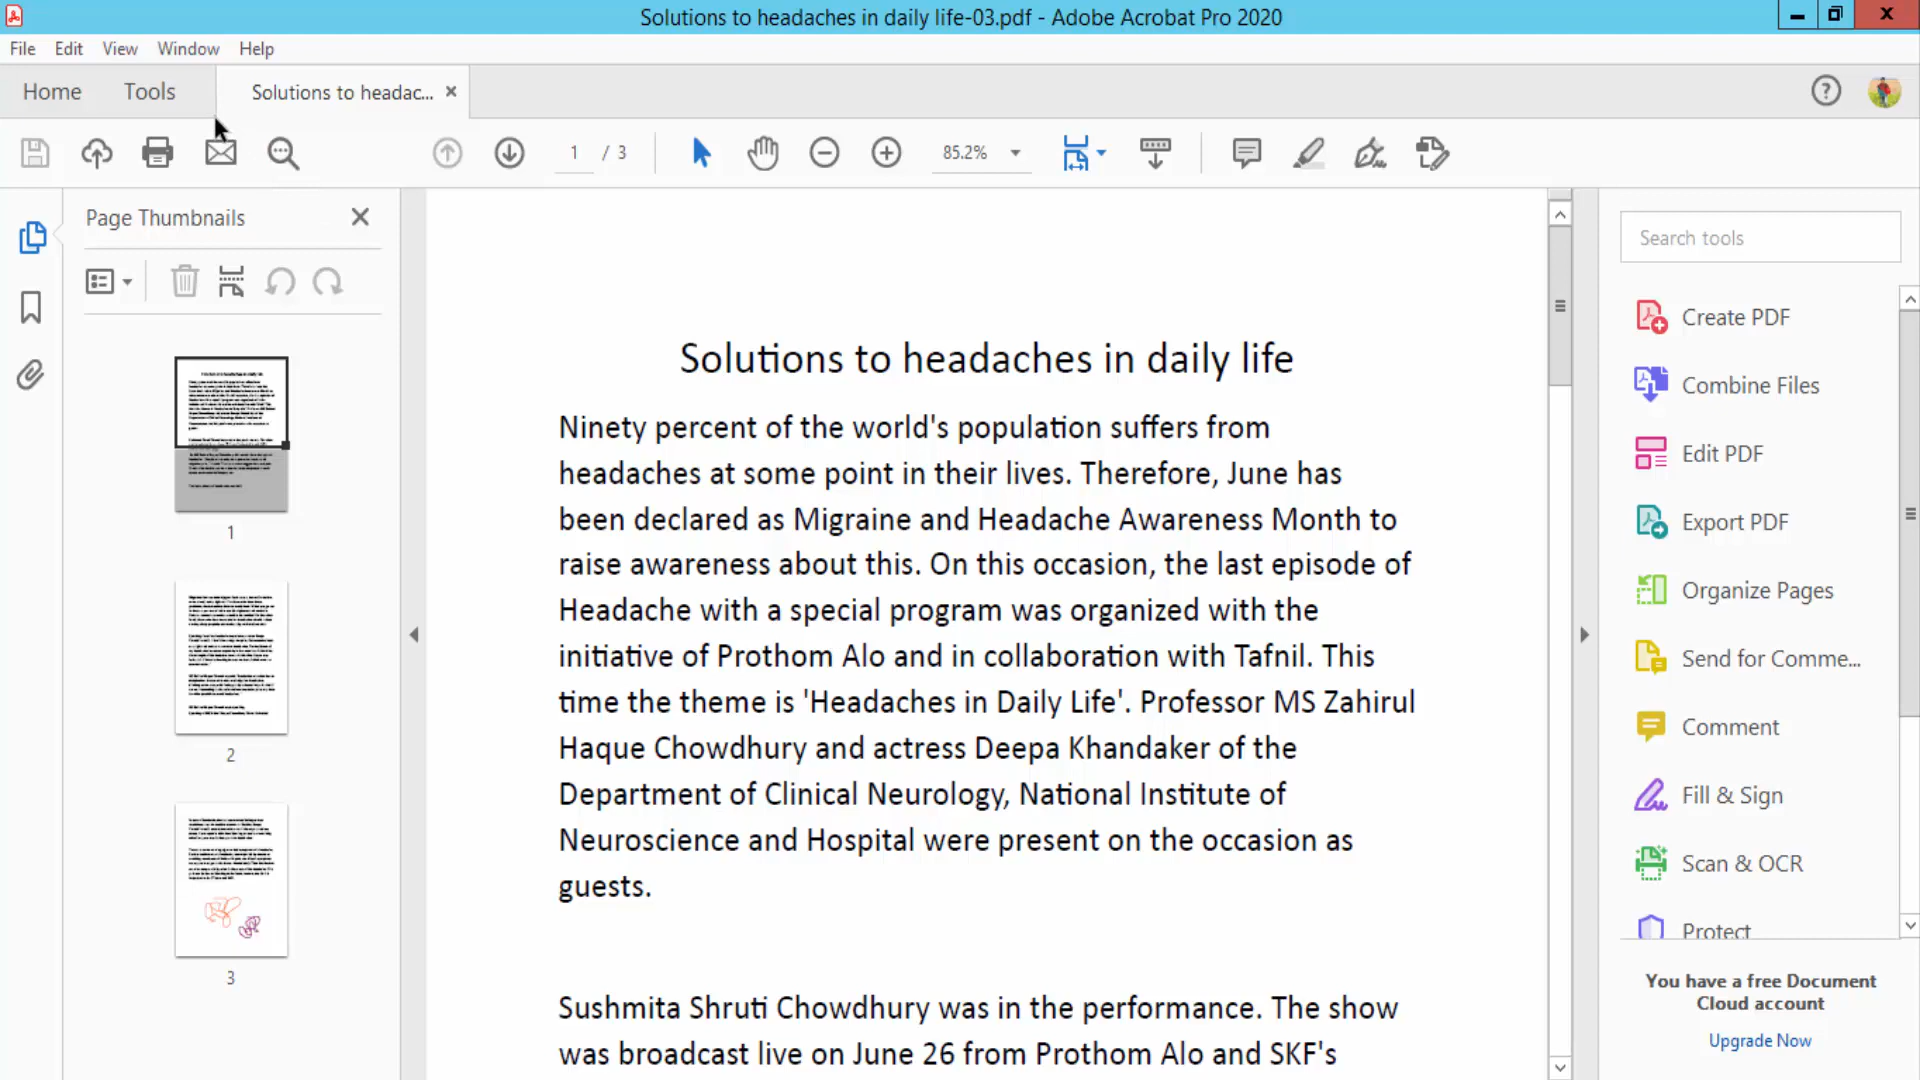 Solutions to headaches in daily life-03.pdf - Adobe Acrobat Pro 2020
File Edit View Window Help
Home Tools Solutions to headac...
1 / 3 85.2%
Page Thumbnails
1
2
3
Solutions to headaches in daily life
Ninety percent of the world's population suffers from
headaches at some point in their lives. Therefore, June has
been declared as Migraine and Headache Awareness Month to
raise awareness about this. On this occasion, the last episode of
Headache with a special program was organized with the
initiative of Prothom Alo and in collaboration with Tafnil. This
time the theme is 'Headaches in Daily Life'. Professor MS Zahirul
Haque Chowdhury and actress Deepa Khandaker of the
Department of Clinical Neurology, National Institute of
Neuroscience and Hospital were present on the occasion as
guests.
Sushmita Shruti Chowdhury was in the performance. The show
was broadcast live on June 26 from Prothom Alo and SKF's
Search tools
Create PDF
Combine Files
Edit PDF
Export PDF
Organize Pages
Send for Comme...
Comment
Fill & Sign
Scan & OCR
Protect
You have a free Document
Cloud account
Upgrade Now